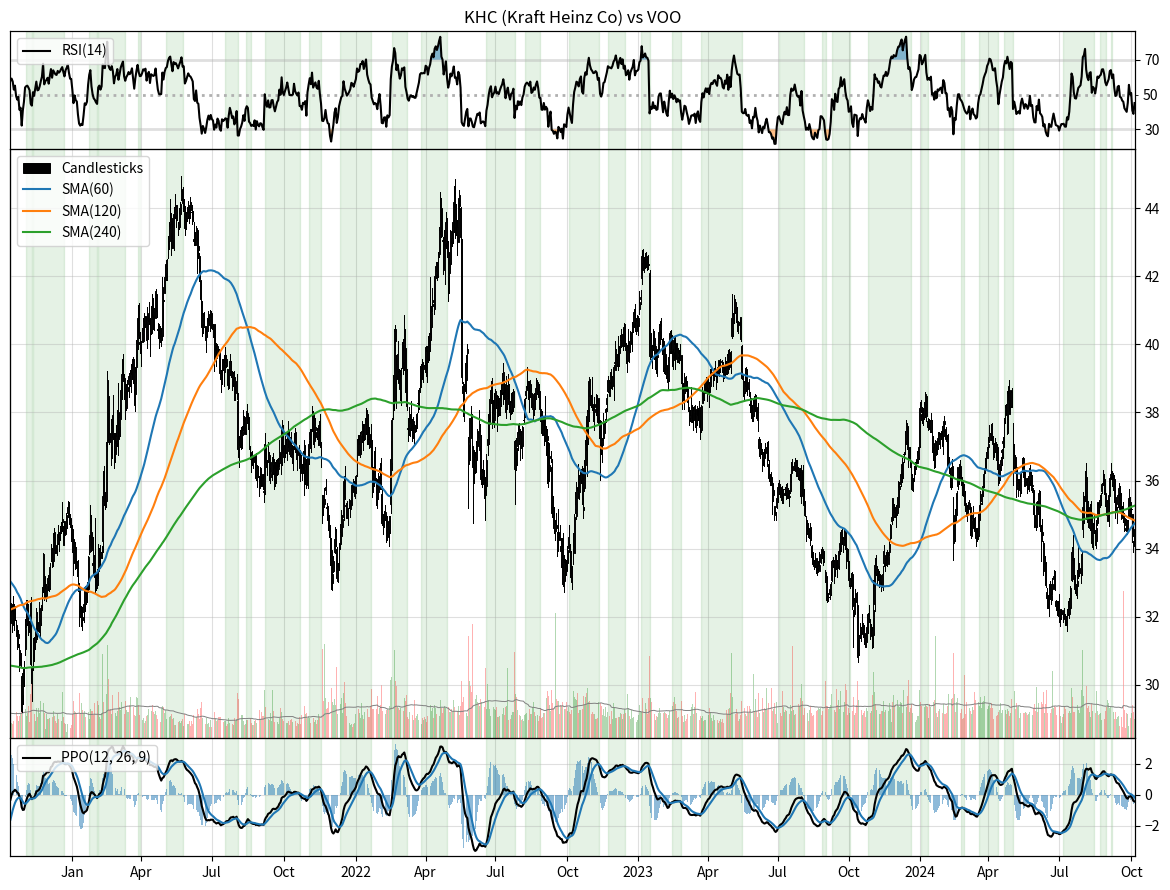 KHC (Kraft Heinz Co) vs VOO
RSI(14)
70
50
30
Candlesticks
SMA(60)
SMA(120)
SMA(240)
44
42
40
38
36
34
32
30
PPO(12, 26, 9)
2
0
−2
Jan Apr Jul Oct 2022 Apr Jul Oct 2023 Apr Jul Oct 2024 Apr Jul Oct